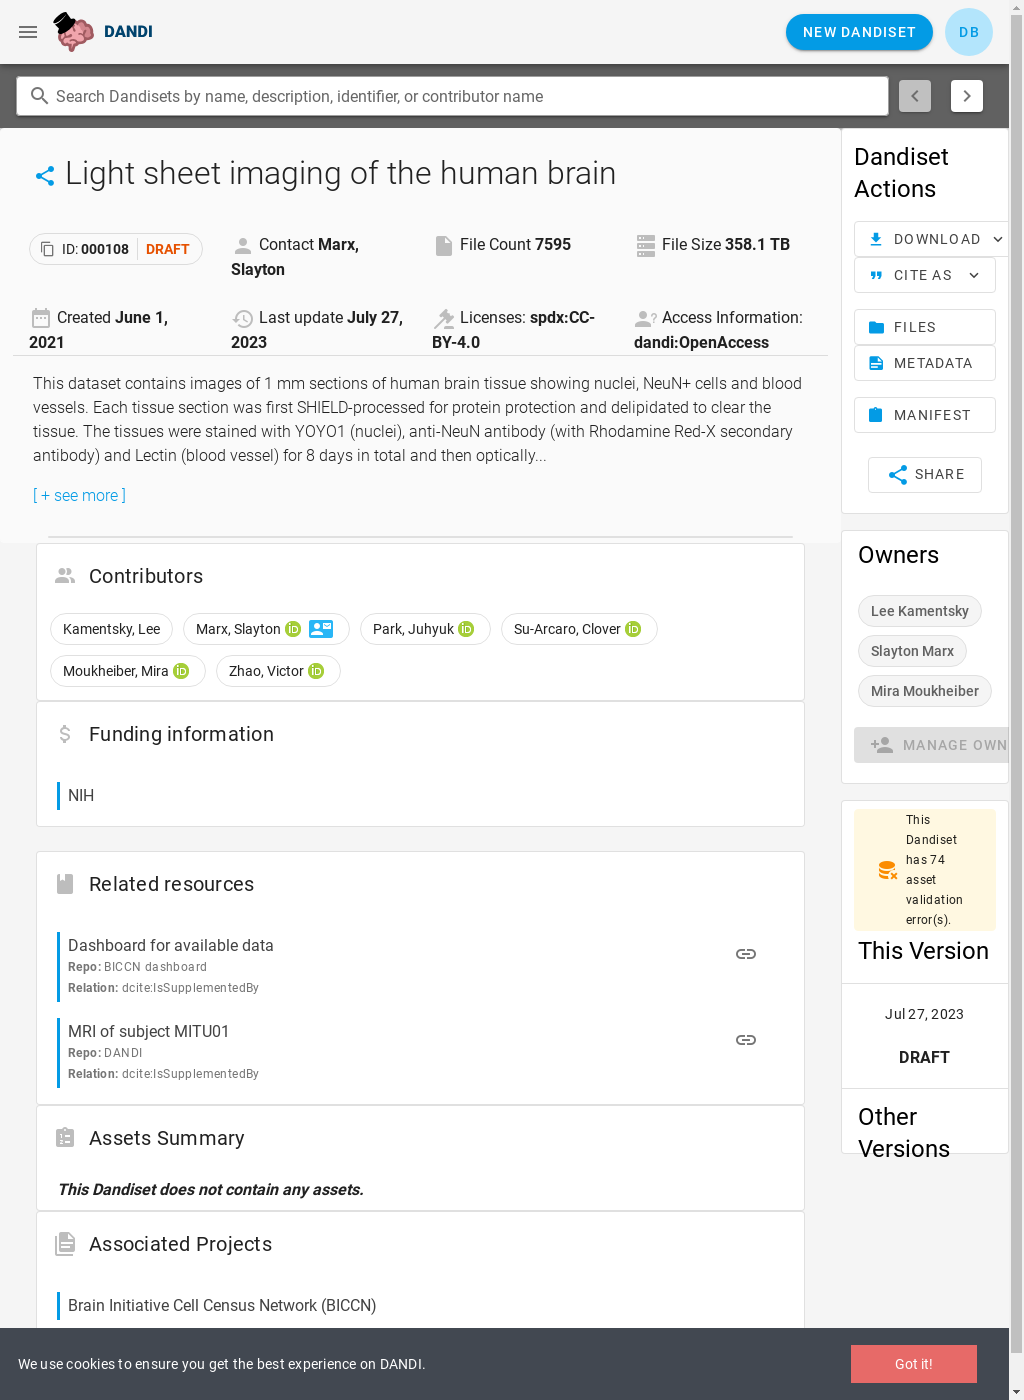 DANDI
NEW DANDISET
DB
Search Dandisets by name, description, identifier, or contributor name
Light sheet imaging of the human brain
ID: 000108 DRAFT
Contact Marx,
Slayton
File Count 7595
File Size 358.1 TB
Created June 1,
2021
Last update July 27,
2023
Licenses: spdx:CC-
BY-4.0
Access Information:
dandi:OpenAccess
This dataset contains images of 1 mm sections of human brain tissue showing nuclei, NeuN+ cells and blood
vessels. Each tissue section was first SHIELD-processed for protein protection and delipidated to clear the
tissue. The tissues were stained with YOYO1 (nuclei), anti-NeuN antibody (with Rhodamine Red-X secondary
antibody) and Lectin (blood vessel) for 8 days in total and then optically...
[ + see more ]
Contributors
Kamentsky, Lee
Marx, Slayton iD
Park, Juhyuk iD
Su-Arcaro, Clover iD
Moukheiber, Mira iD
Zhao, Victor iD
Funding information
NIH
Related resources
Dashboard for available data
Repo: BICCN dashboard
Relation: dcite:IsSupplementedBy
MRI of subject MITU01
Repo: DANDI
Relation: dcite:IsSupplementedBy
Assets Summary
This Dandiset does not contain any assets.
Associated Projects
Brain Initiative Cell Census Network (BICCN)
Dandiset
Actions
DOWNLOAD
CITE AS
FILES
METADATA
MANIFEST
SHARE
Owners
Lee Kamentsky
Slayton Marx
Mira Moukheiber
MANAGE OWN
This
Dandiset
has 74
asset
validation
error(s).
This Version
Jul 27, 2023
DRAFT
Other
Versions
We use cookies to ensure you get the best experience on DANDI.
Got it!